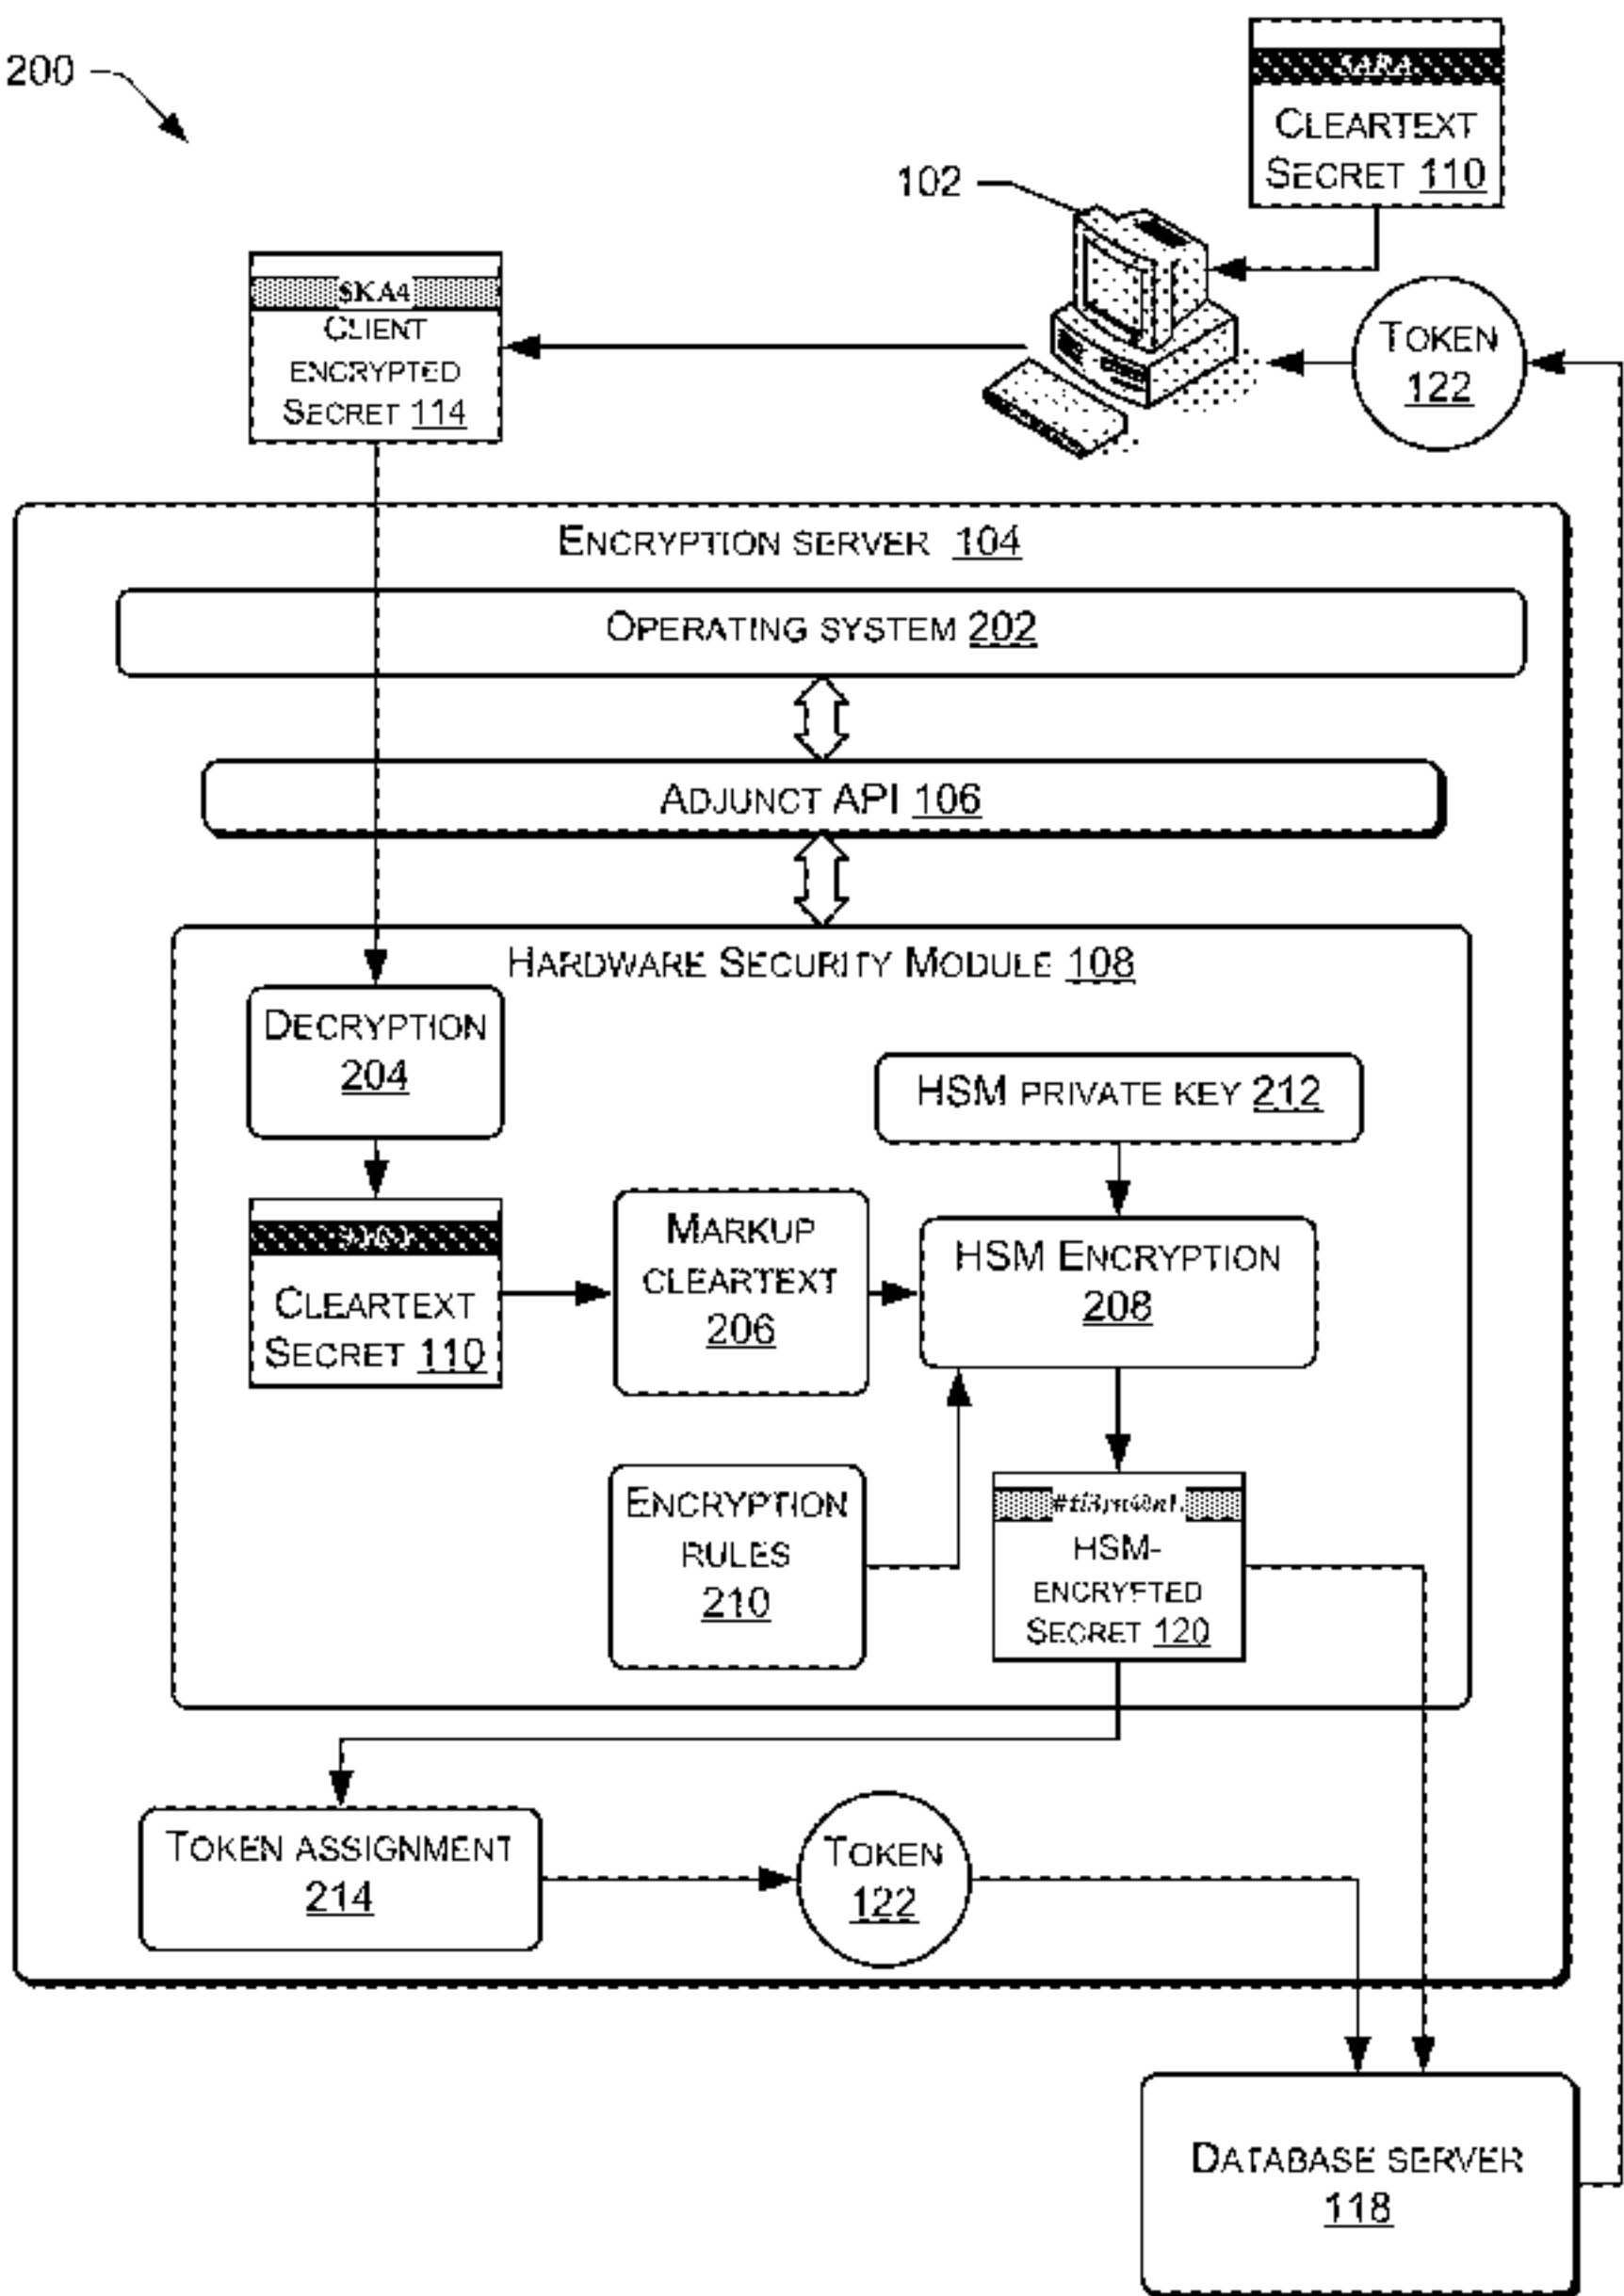 200
SARA
CLEARTEXT
SECRET 110
102
$KA4
CLIENT
ENCRYPTED
SECRET 114
TOKEN
122
ENCRYPTION SERVER 104
OPERATING SYSTEM 202
ADJUNCT API 106
HARDWARE SECURITY MODULE 108
DECRYPTION
204
HSM PRIVATE KEY 212
CLEARTEXT
SECRET 110
MARKUP
CLEARTEXT
206
HSM ENCRYPTION
208
ENCRYPTION
RULES
210
HSM-
ENCRYPTED
SECRET 120
TOKEN ASSIGNMENT
214
TOKEN
122
DATABASE SERVER
118